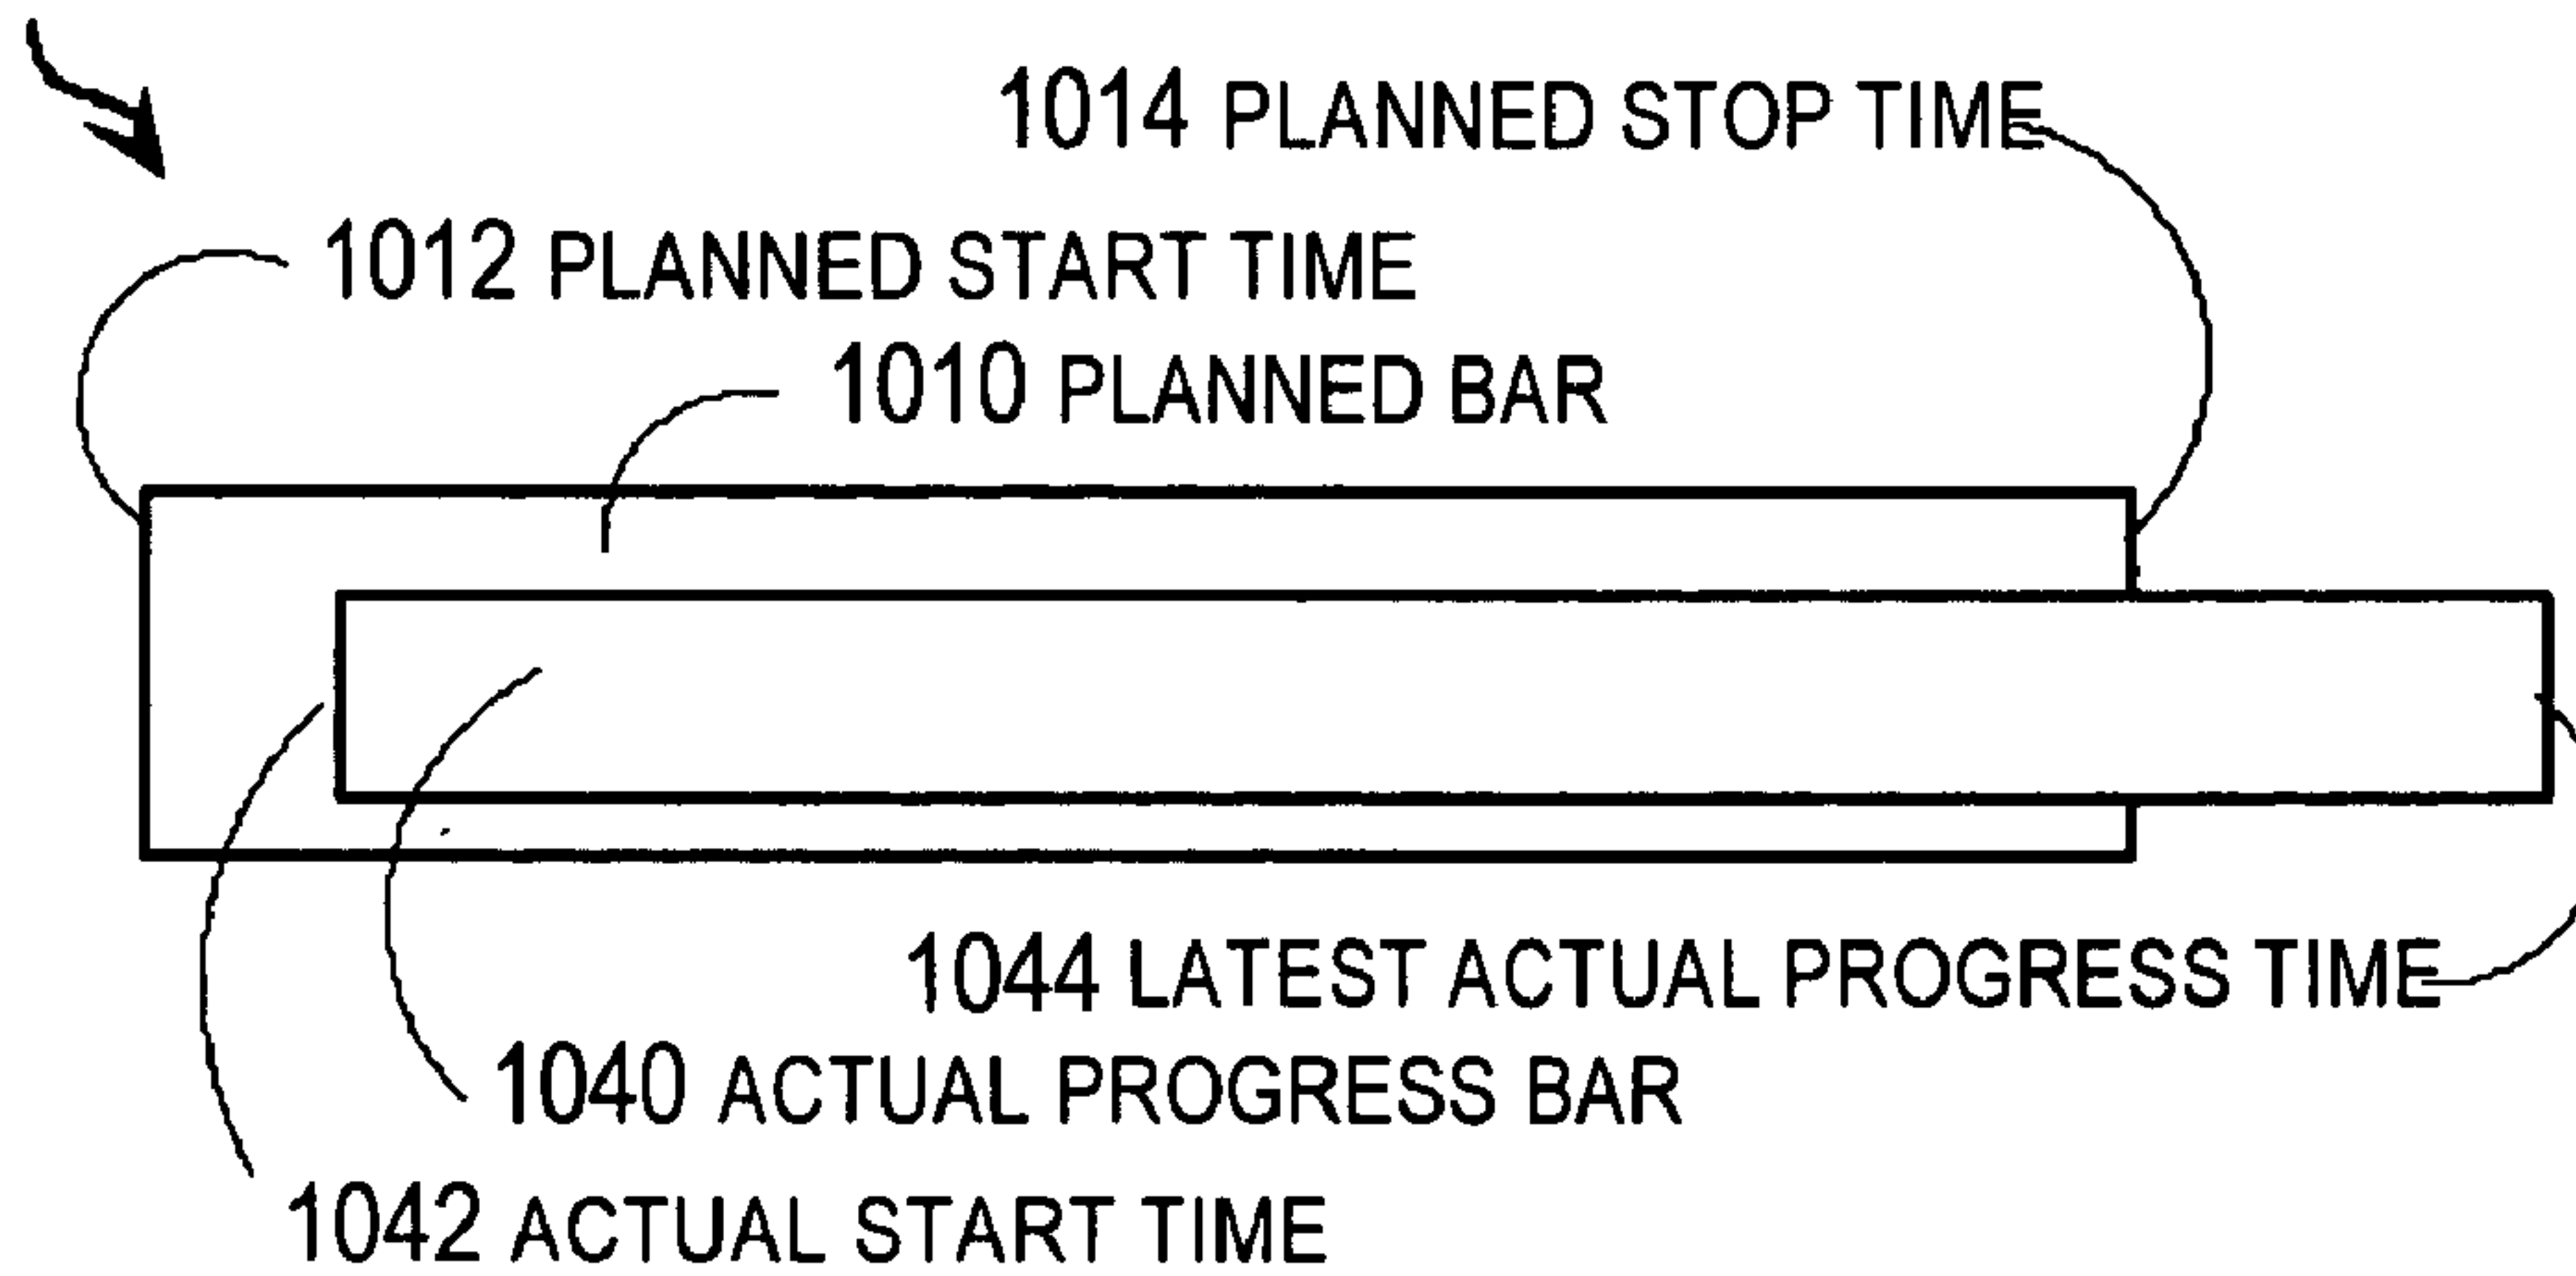 1014 PLANNED STOP TIME
1012 PLANNED START TIME
1010 PLANNED BAR
1044 LATEST ACTUAL PROGRESS TIME
1040 ACTUAL PROGRESS BAR
1042 ACTUAL START TIME